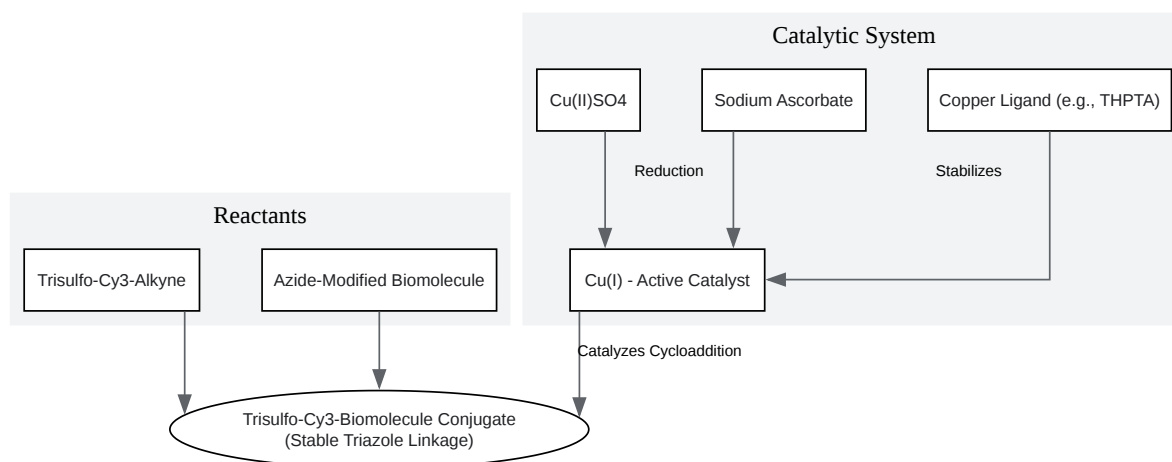 Catalytic System
Cu(II)SO4
Sodium Ascorbate
Copper Ligand (e.g., THPTA)
Reduction
Stabilizes
Reactants
Trisulfo-Cy3-Alkyne
Azide-Modified Biomolecule
Cu(I) - Active Catalyst
Catalyzes Cycloaddition
Trisulfo-Cy3-Biomolecule Conjugate
(Stable Triazole Linkage)